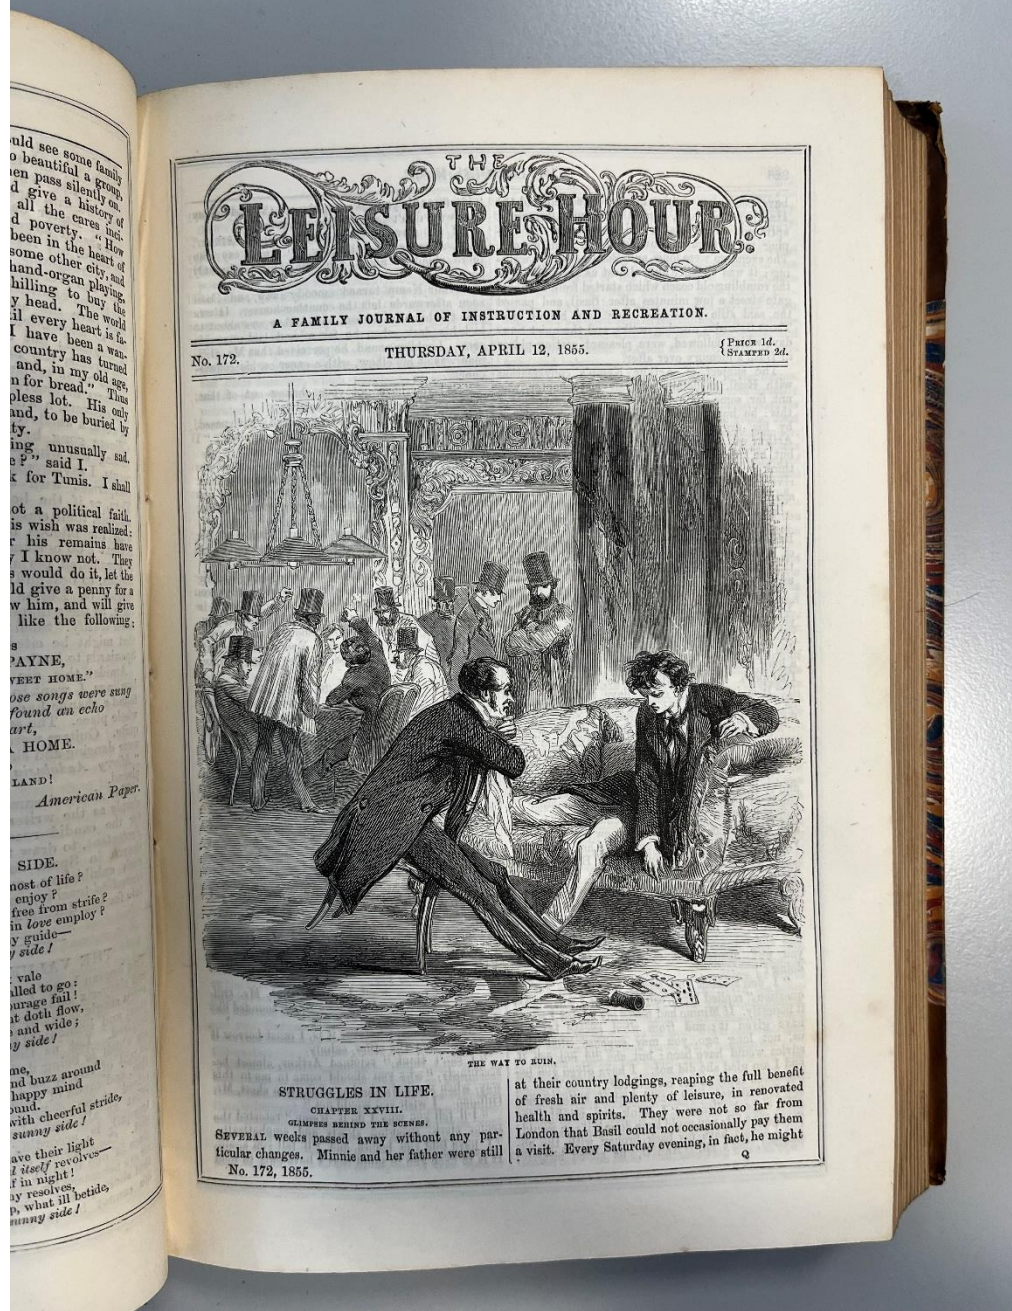 uld see some family
beautiful a group,
en pass silently on.
give a history of
all the cares inci-
poverty. "How
been in the heart of
some other city, and
hand-organ playing,
hilling to buy the
y head. The world
il every heart is fa-
I have been a wan-
country has turned
and, in my old age,
n for bread." Thus
pless lot. His only
and, to be buried by
ty.
ing unusually sad.
e?" said I.
for Tunis. I shall
ot a political faith.
is wish was realized:
his remains have
I know not. They
would do it, let the
ld give a penny for a
w him, and will give
like the following:
PAYNE,
WEET HOME."
ose songs were sung
found an echo
art,
HOME.
LAND!
American Paper.
SIDE.
most of life?
enjoy?
free from strife?
in love employ?
y guide—
y side!
vale
alled to go:
ourage fail!
t doth flow,
and wide;
y side!
me,
nd buzz around
happy mind
ound.
with cheerful stride,
sunny side!
ave their light
itself revolves—
f in night!
y resolves,
, what ill betide,
sunny side!
THE
LEISURE HOUR
A FAMILY JOURNAL OF INSTRUCTION AND RECREATION.
No. 172. THURSDAY, APRIL 12, 1855. { PRICE 1d.
{ STAMPED 2d.
THE WAY TO RUIN.
STRUGGLES IN LIFE.
CHAPTER XXVIII.
GLIMPSES BEHIND THE SCENES.
SEVERAL weeks passed away without any par-
ticular changes. Minnie and her father were still
No. 172, 1855.
at their country lodgings, reaping the full benefit
of fresh air and plenty of leisure, in renovated
health and spirits. They were not so far from
London that Basil could not occasionally pay them
a visit. Every Saturday evening, in fact, he might
Q